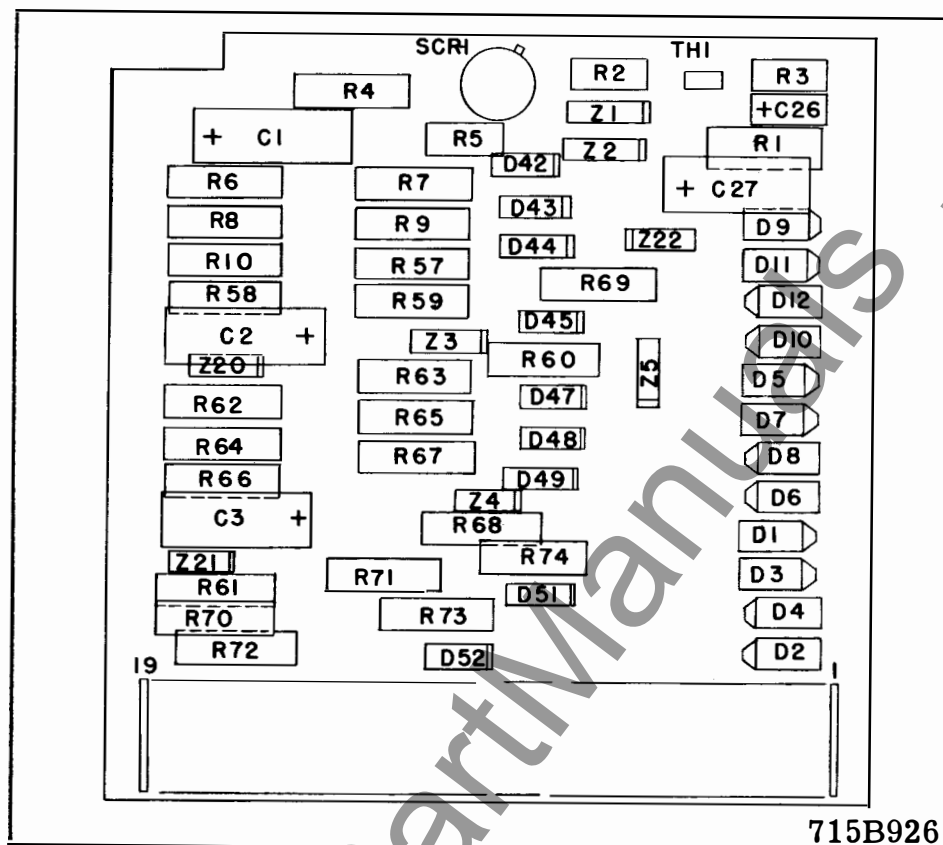 SCR1 TH1
R4 R2 R3
Z1 +C26
+ C1 R5 Z2 R1
D42
R6 R7 + C27
R8 R9 D43 D9
R10 R57 D44 Z22 D11
R58 R59 R69 D12
C2 + Z3 D45 D10
Z20 R63 R60 Z5 D5
R62 R65 D47 D7
R64 R67 D48 D8
R66 D49 D6
C3 + Z4 R68 D1
Z21 R71 R74 D3
R61 D51
R70 R73 D4
R72 D52 D2
19 1
artManuals
715B926